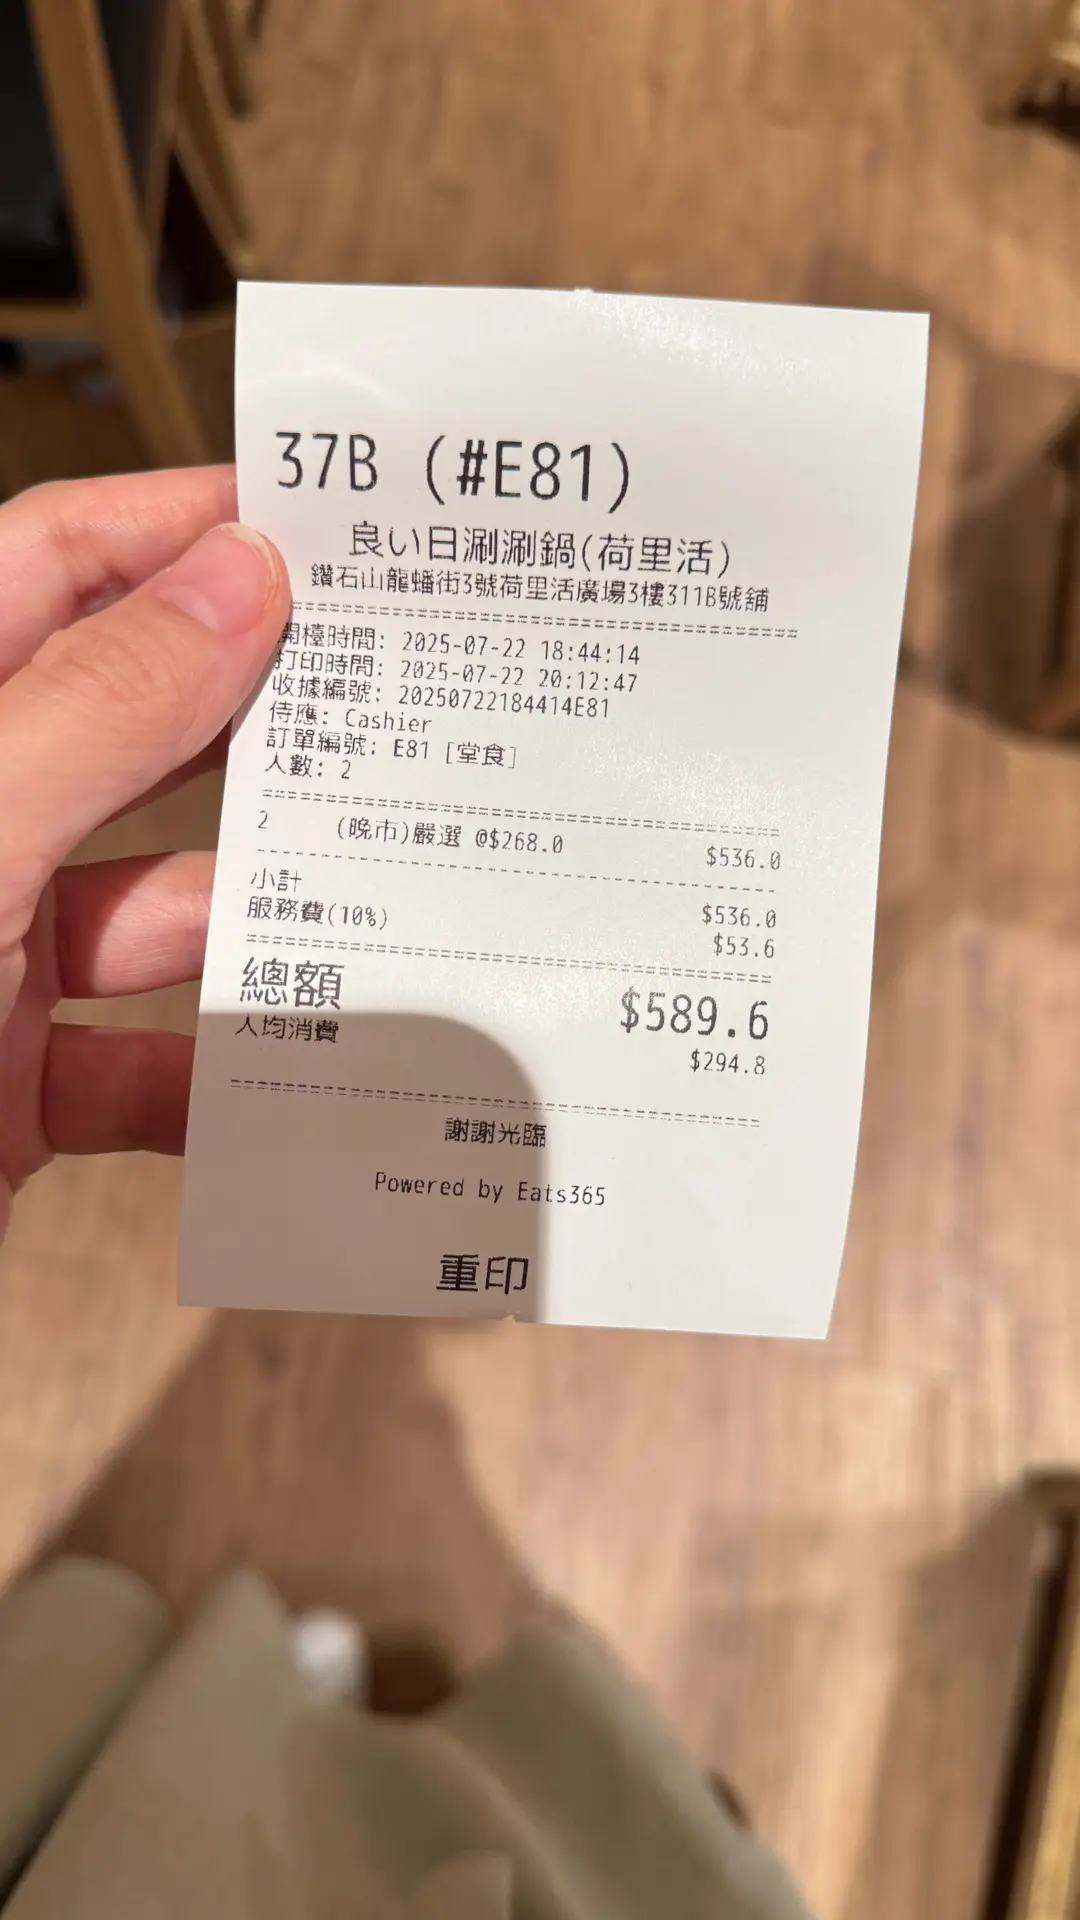 37B (#E81)
良い日涮涮鍋(荷里活)
鑽石山龍蟠街3號荷里活廣場3樓311B號舖
開檯時間: 2025-07-22 18:44:14
打印時間: 2025-07-22 20:12:47
收據編號: 20250722184414E81
侍應: Cashier
訂單編號: E81 [堂食]
人數: 2
2 (晚市)嚴選 @$268.0 $536.0
小計 $536.0
服務費(10%) $53.6
總額 $589.6
人均消費 $294.8
謝謝光臨
Powered by Eats365
重印